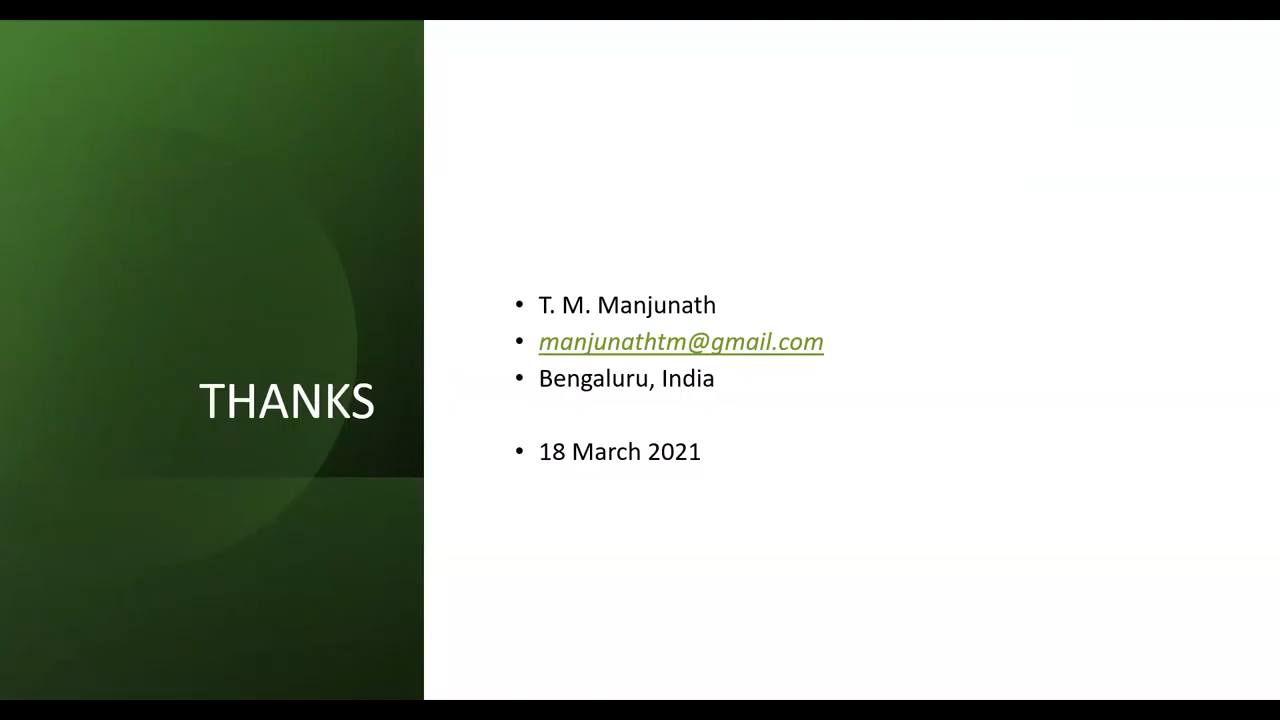 THANKS
• T. M. Manjunath
• manjunathtm@gmail.com
• Bengaluru, India
• 18 March 2021